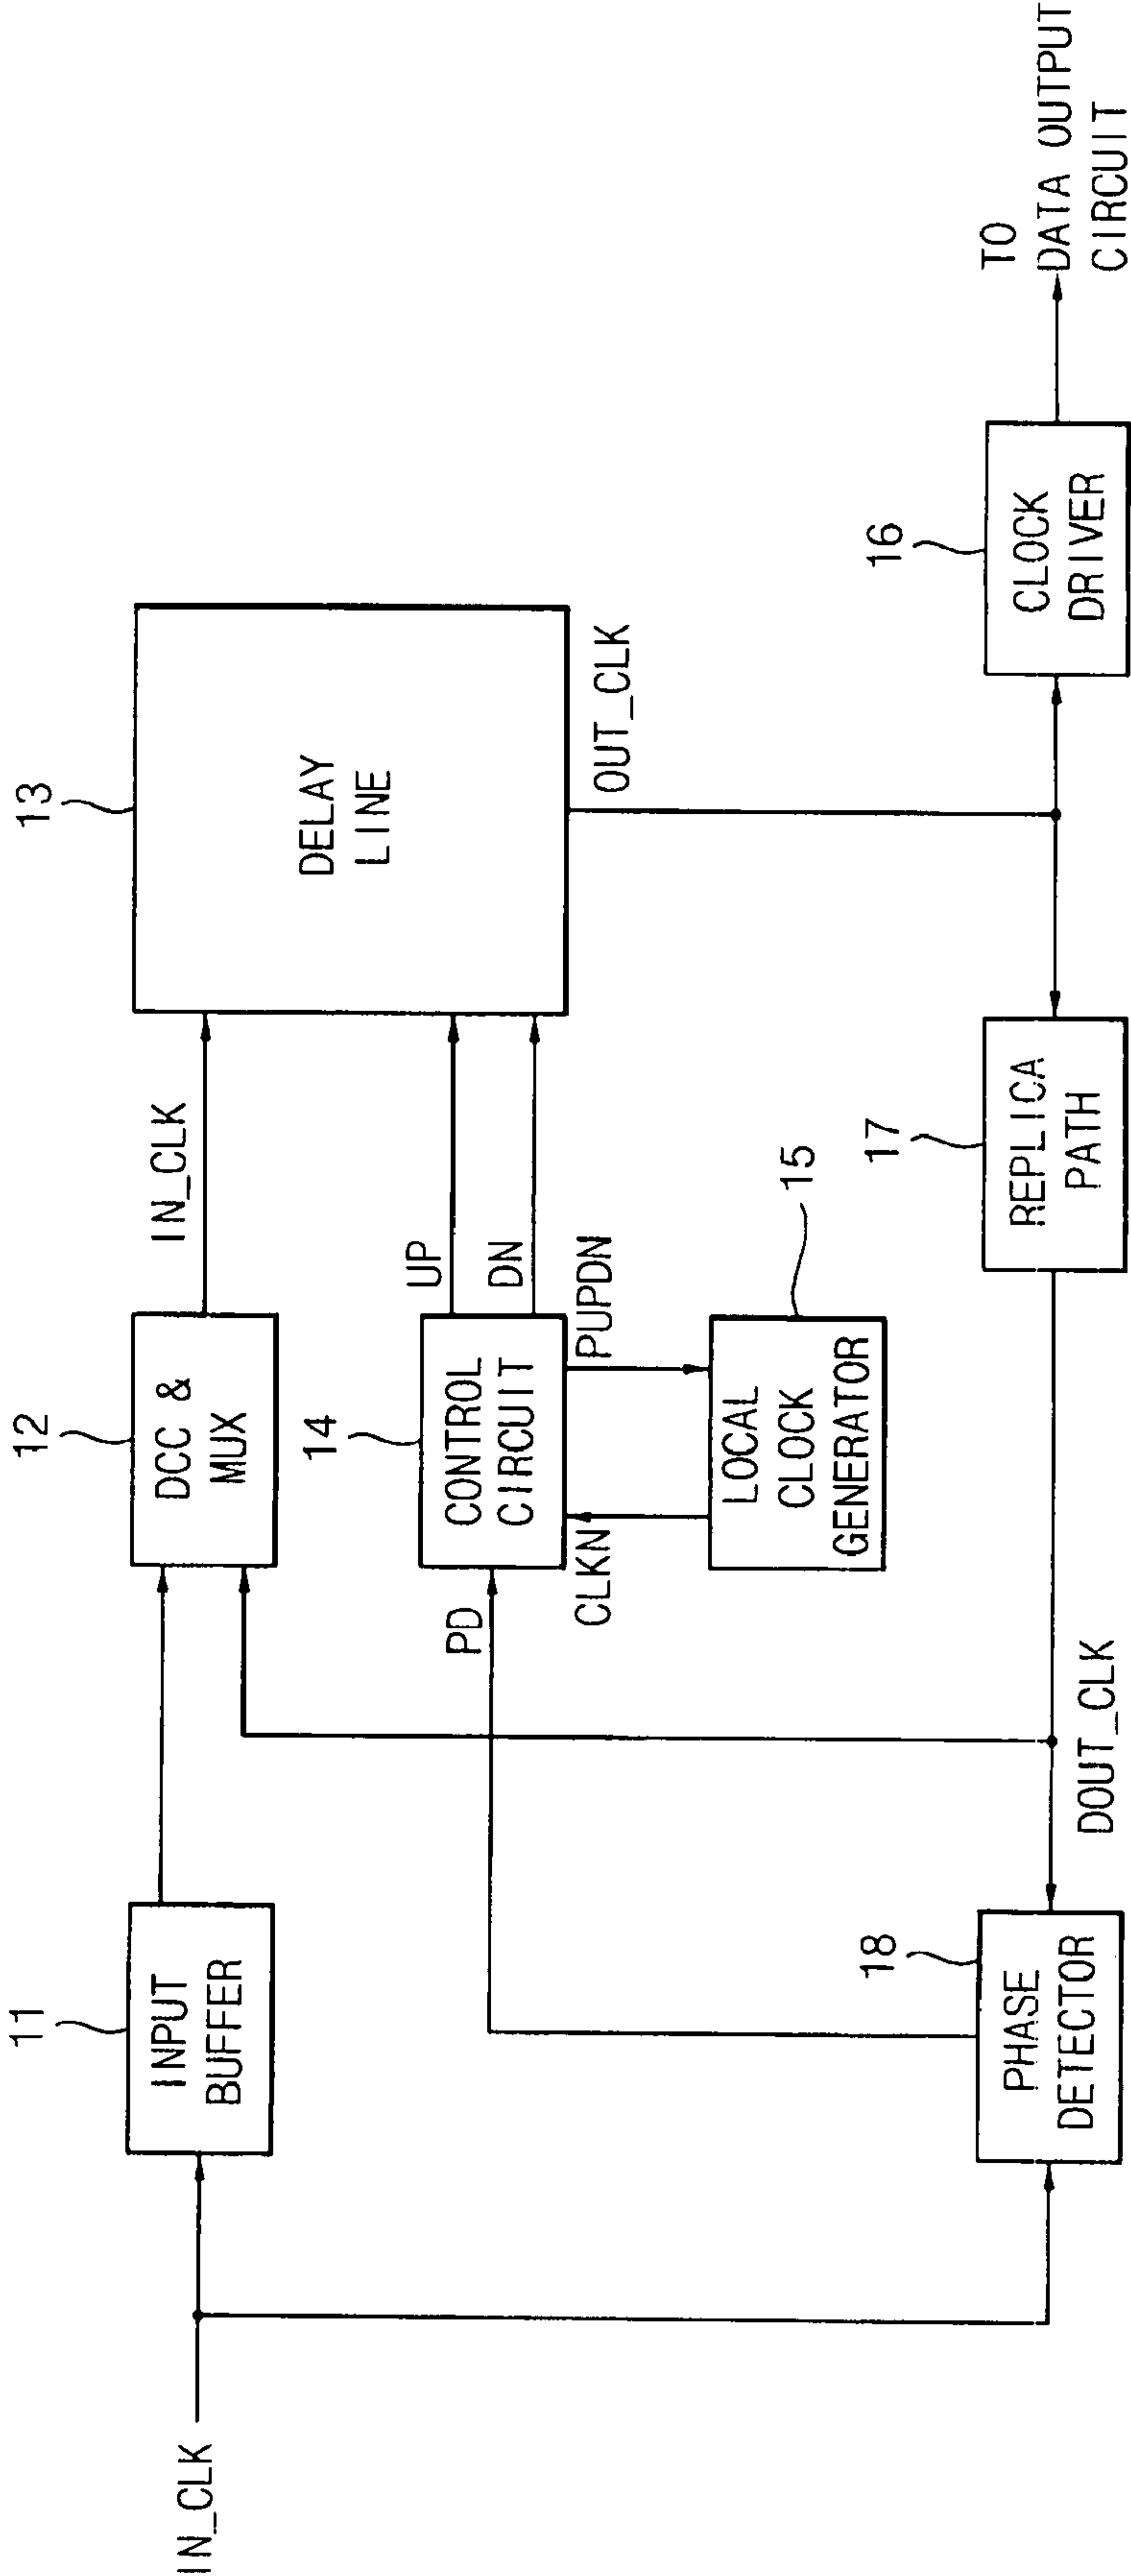 11
12
13
IN_CLK
INPUT
BUFFER
DCC &
MUX
IN_CLK
DELAY
LINE
14
PD
CONTROL
CIRCUIT
UP
DN
CLKN
PUPDN
OUT_CLK
15
LOCAL
CLOCK
GENERATOR
18
17
16
PHASE
DETECTOR
DOUT_CLK
REPLICA
PATH
CLOCK
DRIVER
TO
DATA OUTPUT
CIRCUIT